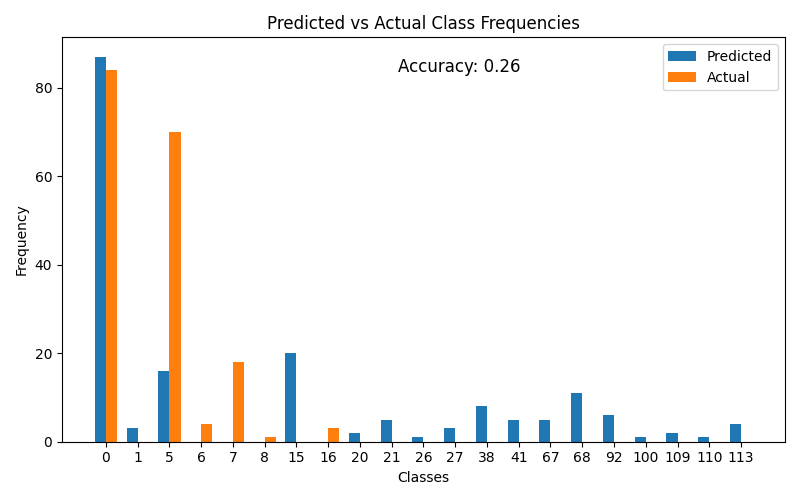 Predicted vs Actual Class Frequencies
Accuracy: 0.26
Predicted
Actual
Frequency
80
60
40
20
0
0 1 5 6 7 8 15 16 20 21 26 27 38 41 67 68 92 100 109 110 113
Classes